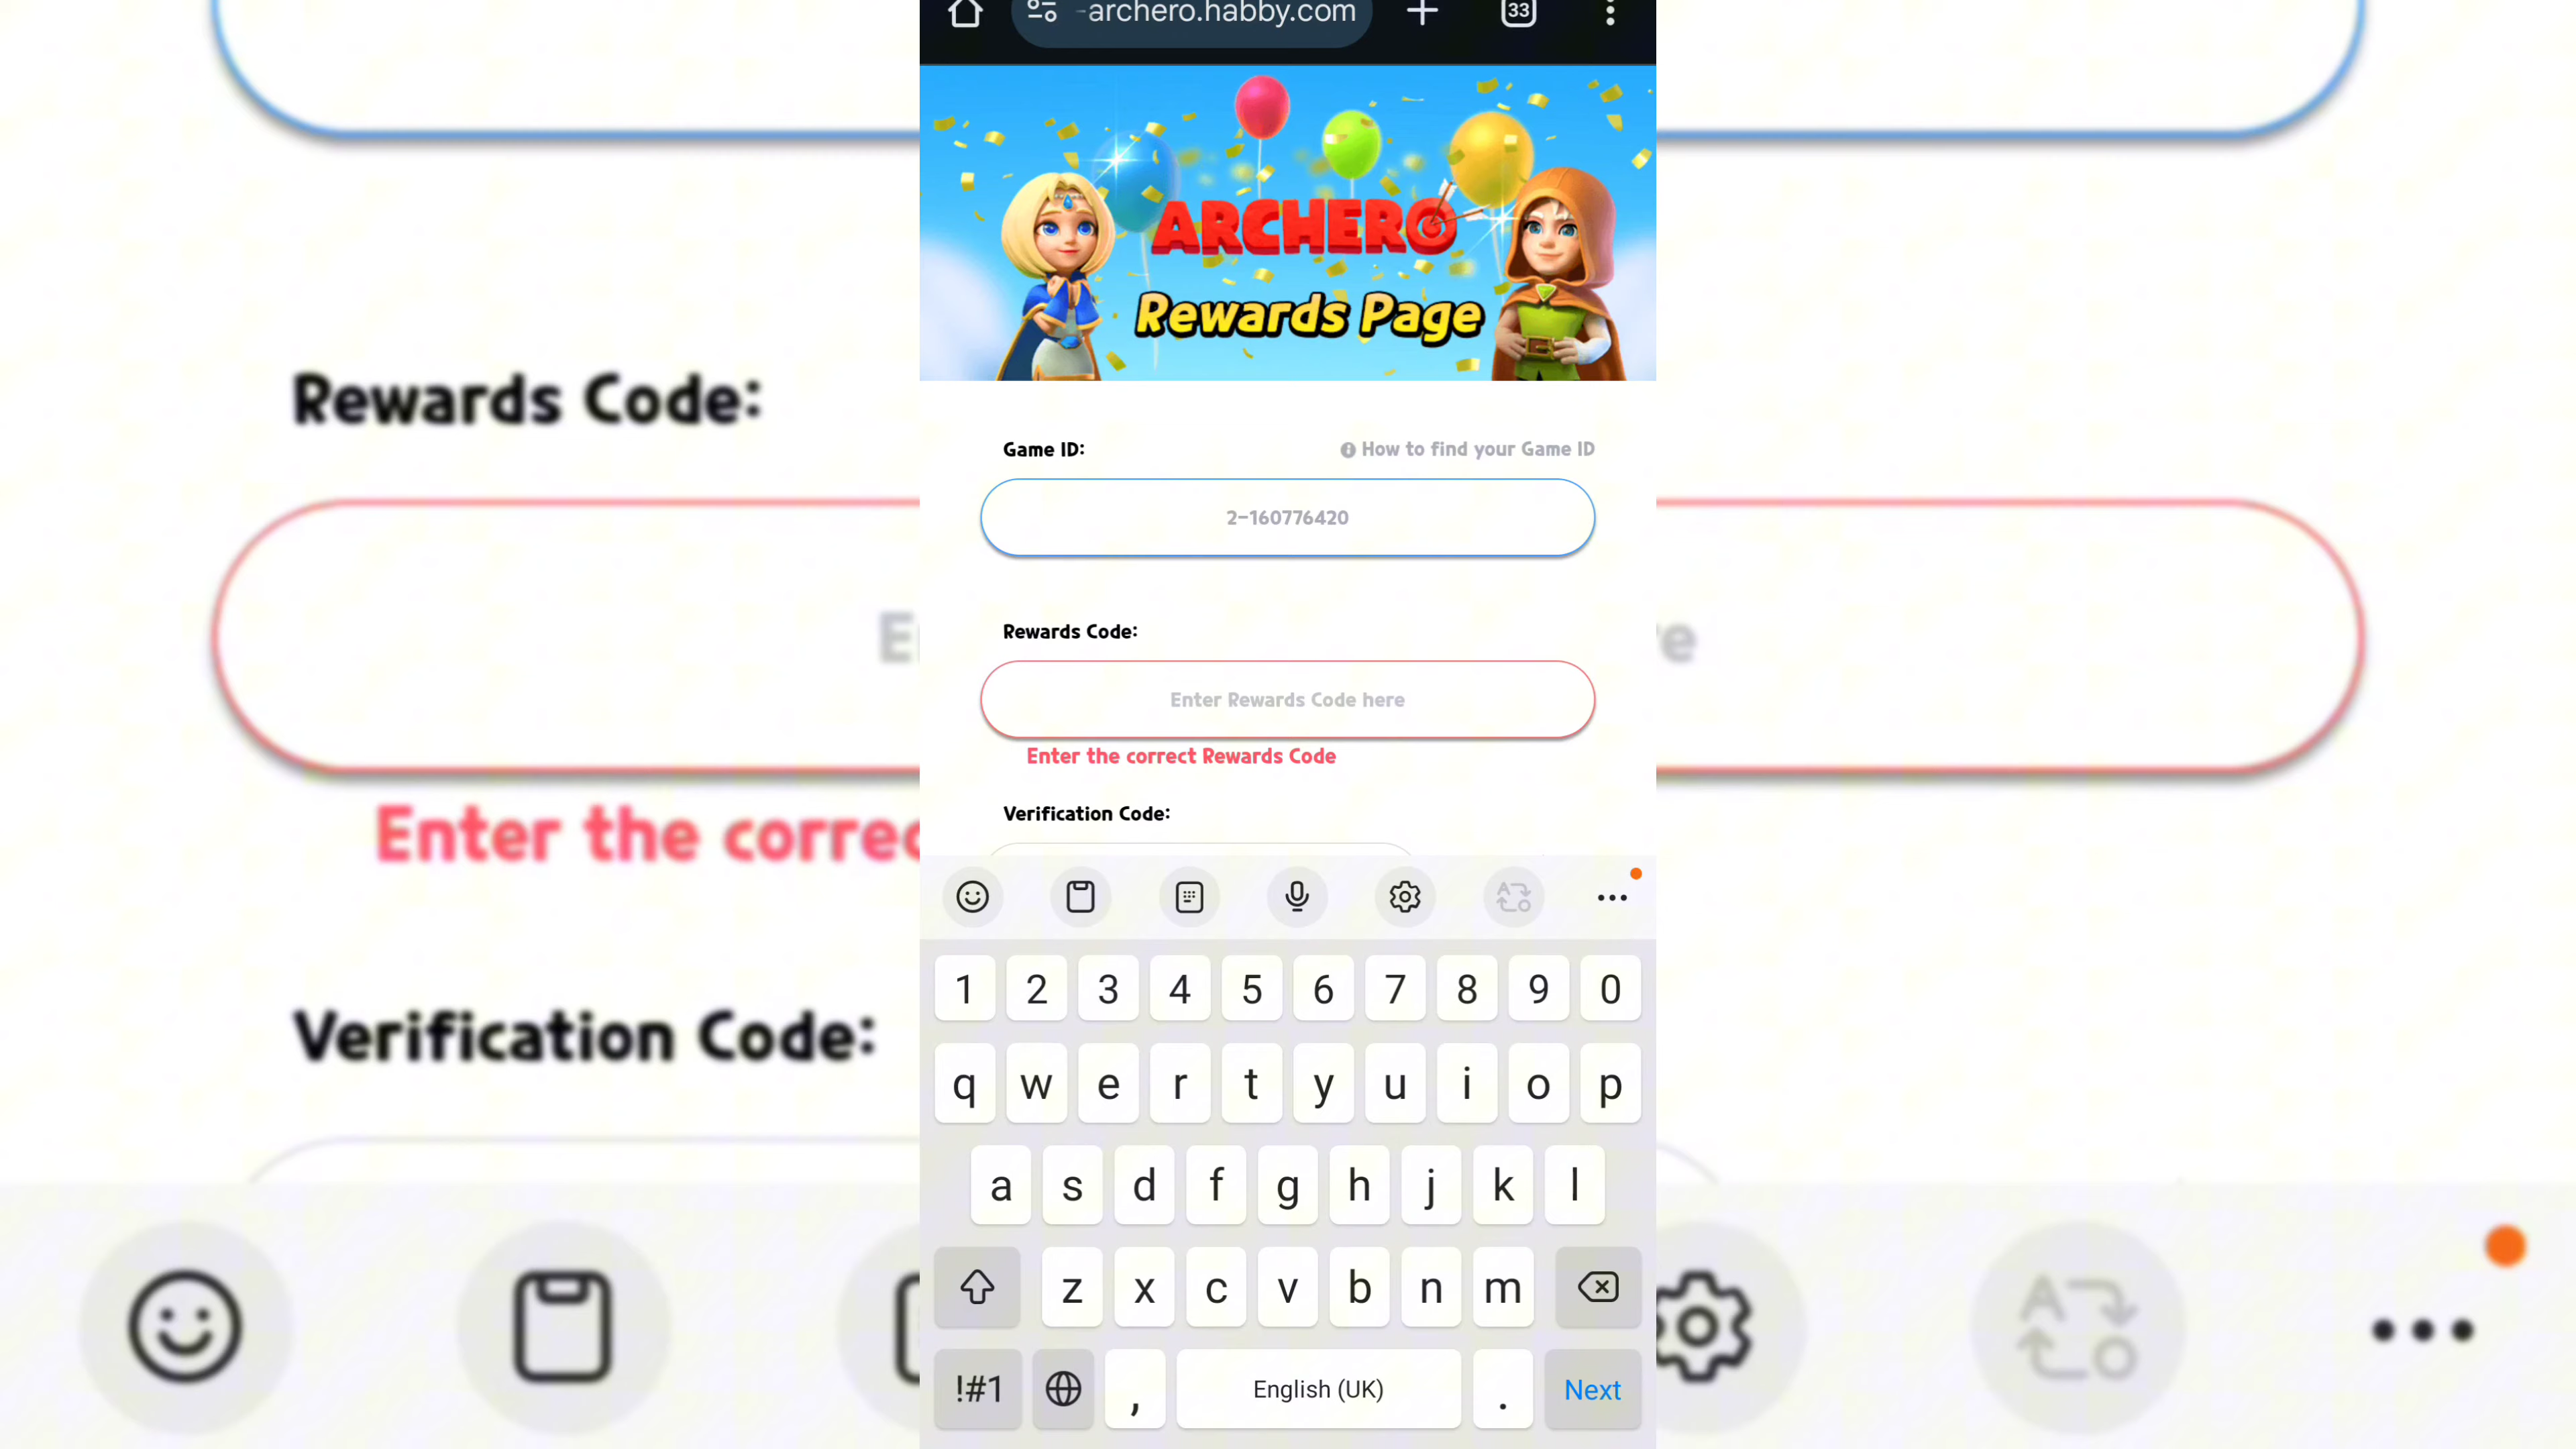 -archero.habby.com
33
ARCHERO
Rewards Page
Game ID:
How to find your Game ID
2-160776420
Rewards Code:
Enter Rewards Code here
Enter the correct Rewards Code
Verification Code:
1 2 3 4 5 6 7 8 9 0
q w e r t y u i o p
a s d f g h j k l
z x c v b n m
!#1 , English (UK) . Next
Rewards Code:
E
re
Enter the correc
Verification Code: